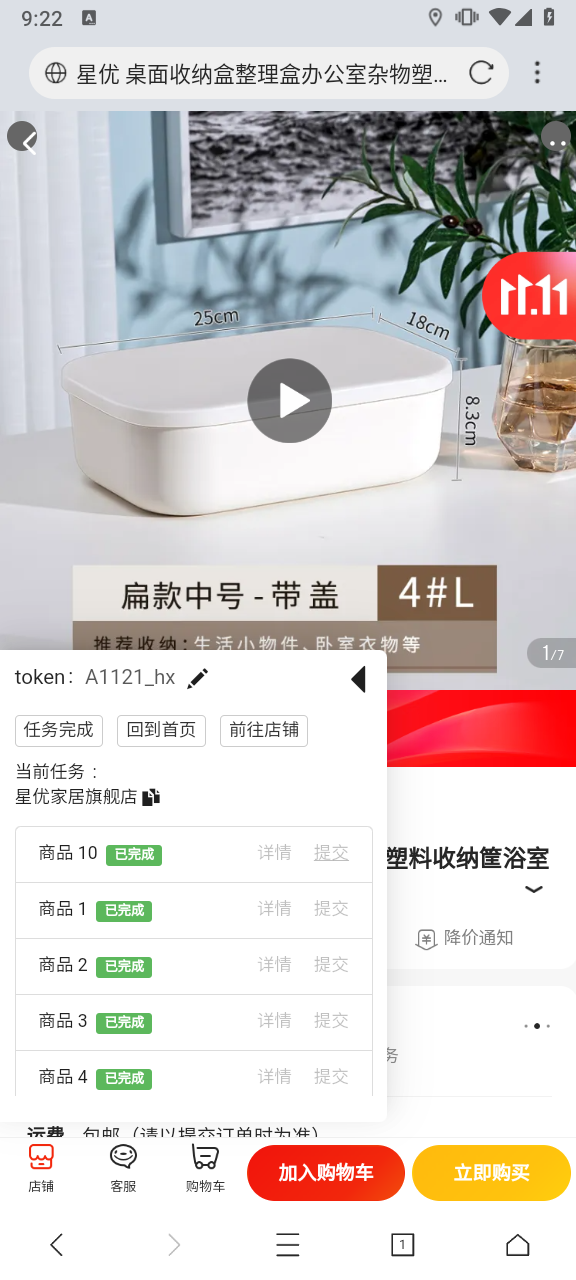 9:22
A
星优 桌面收纳盒整理盒办公室杂物塑...
11.11
25cm
18cm
8.3cm
扁款中号-带盖 4#L
推荐收纳:生活小物件、卧室衣物等
1/7
token: A1121_hx
任务完成 回到首页 前往店铺
当前任务:
星优家居旗舰店
塑料收纳筐浴室
商品 10 已完成 详情 提交
商品 1 已完成 详情 提交
降价通知
商品 2 已完成 详情 提交
商品 3 已完成 详情 提交
务
商品 4 已完成 详情 提交
运费 包邮(请以提交订单时为准)
店铺 客服 购物车 加入购物车 立即购买
1